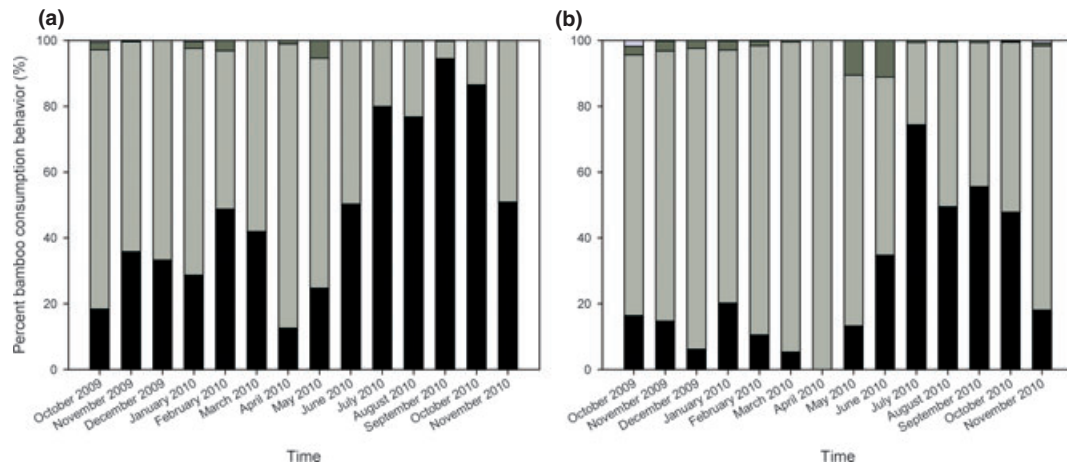 (a)
Percent bamboo consumption behavior (%)
100
80
60
40
20
0
October 2009
November 2009
December 2009
January 2010
February 2010
March 2010
April 2010
May 2010
June 2010
July 2010
August 2010
September 2010
October 2010
November 2010
Time
(b)
100
80
60
40
20
0
October 2009
November 2009
December 2009
January 2010
February 2010
March 2010
April 2010
May 2010
June 2010
July 2010
August 2010
September 2010
October 2010
November 2010
Time